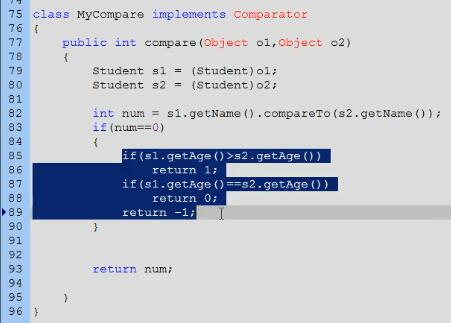 74
75 class MyCompare implements Comparator
76 {
77 public int compare(Object o1,Object o2)
78 {
79 Student s1 = (Student)o1;
80 Student s2 = (Student)o2;
81
82 int num = s1.getName().compareTo(s2.getName());
83 if(num==0)
84 {
85 if(s1.getAge()>s2.getAge())
86 return 1;
87 if(s1.getAge()==s2.getAge())
88 return 0;
89 return -1;
90 }
91
92
93 return num;
94
95 }
96 }